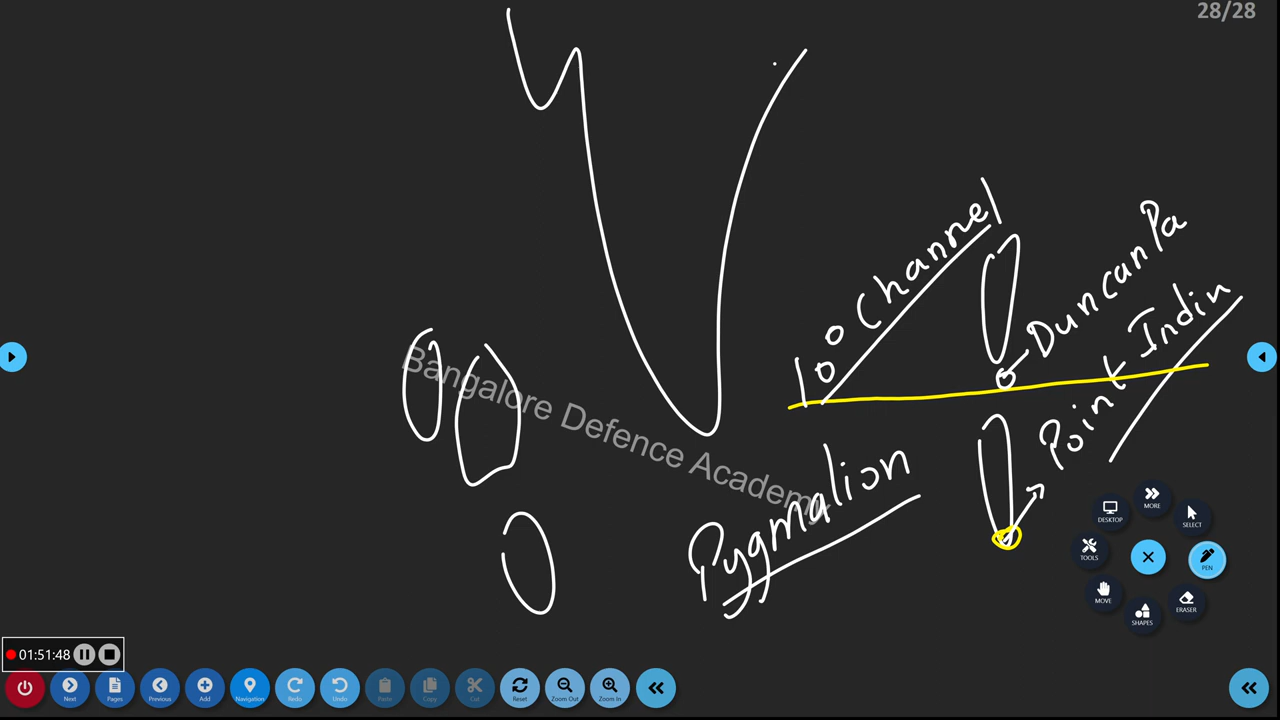 28/28
10° Channel
Duncan Pa
Point Indin
Bangalore Defence Academy
Pygmalion
DESKTOP
MORE
SELECT
TOOLS
PEN
MOVE
SHAPES
ERASER
01:51:48
Next
Pages
Previous
Add
Navigation
Redo
Undo
Paste
Copy
Cut
Reset
Zoom Out
Zoom In